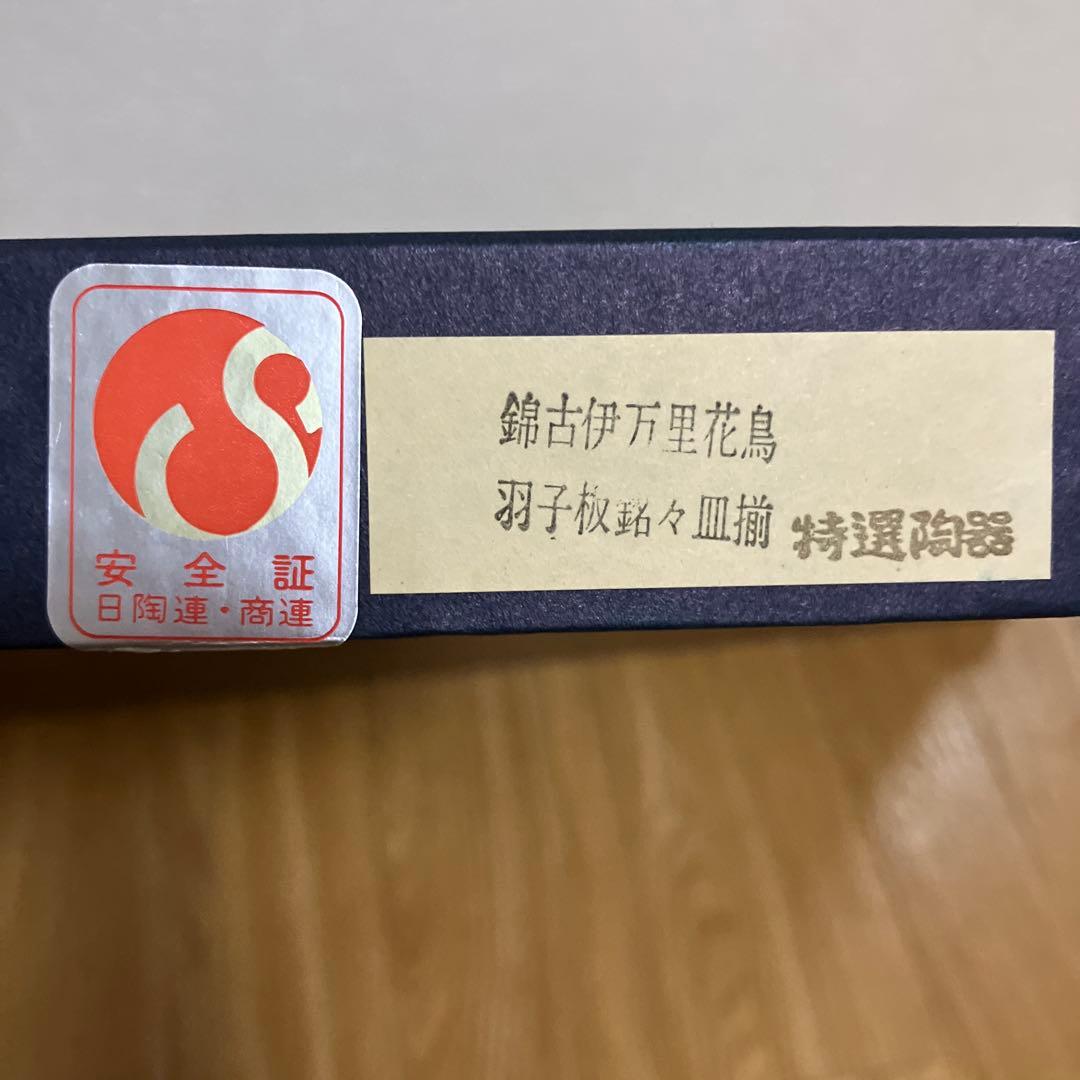 安全証
日陶連・商連
錦古伊万里花鳥
羽子板銘々皿揃
特選陶器